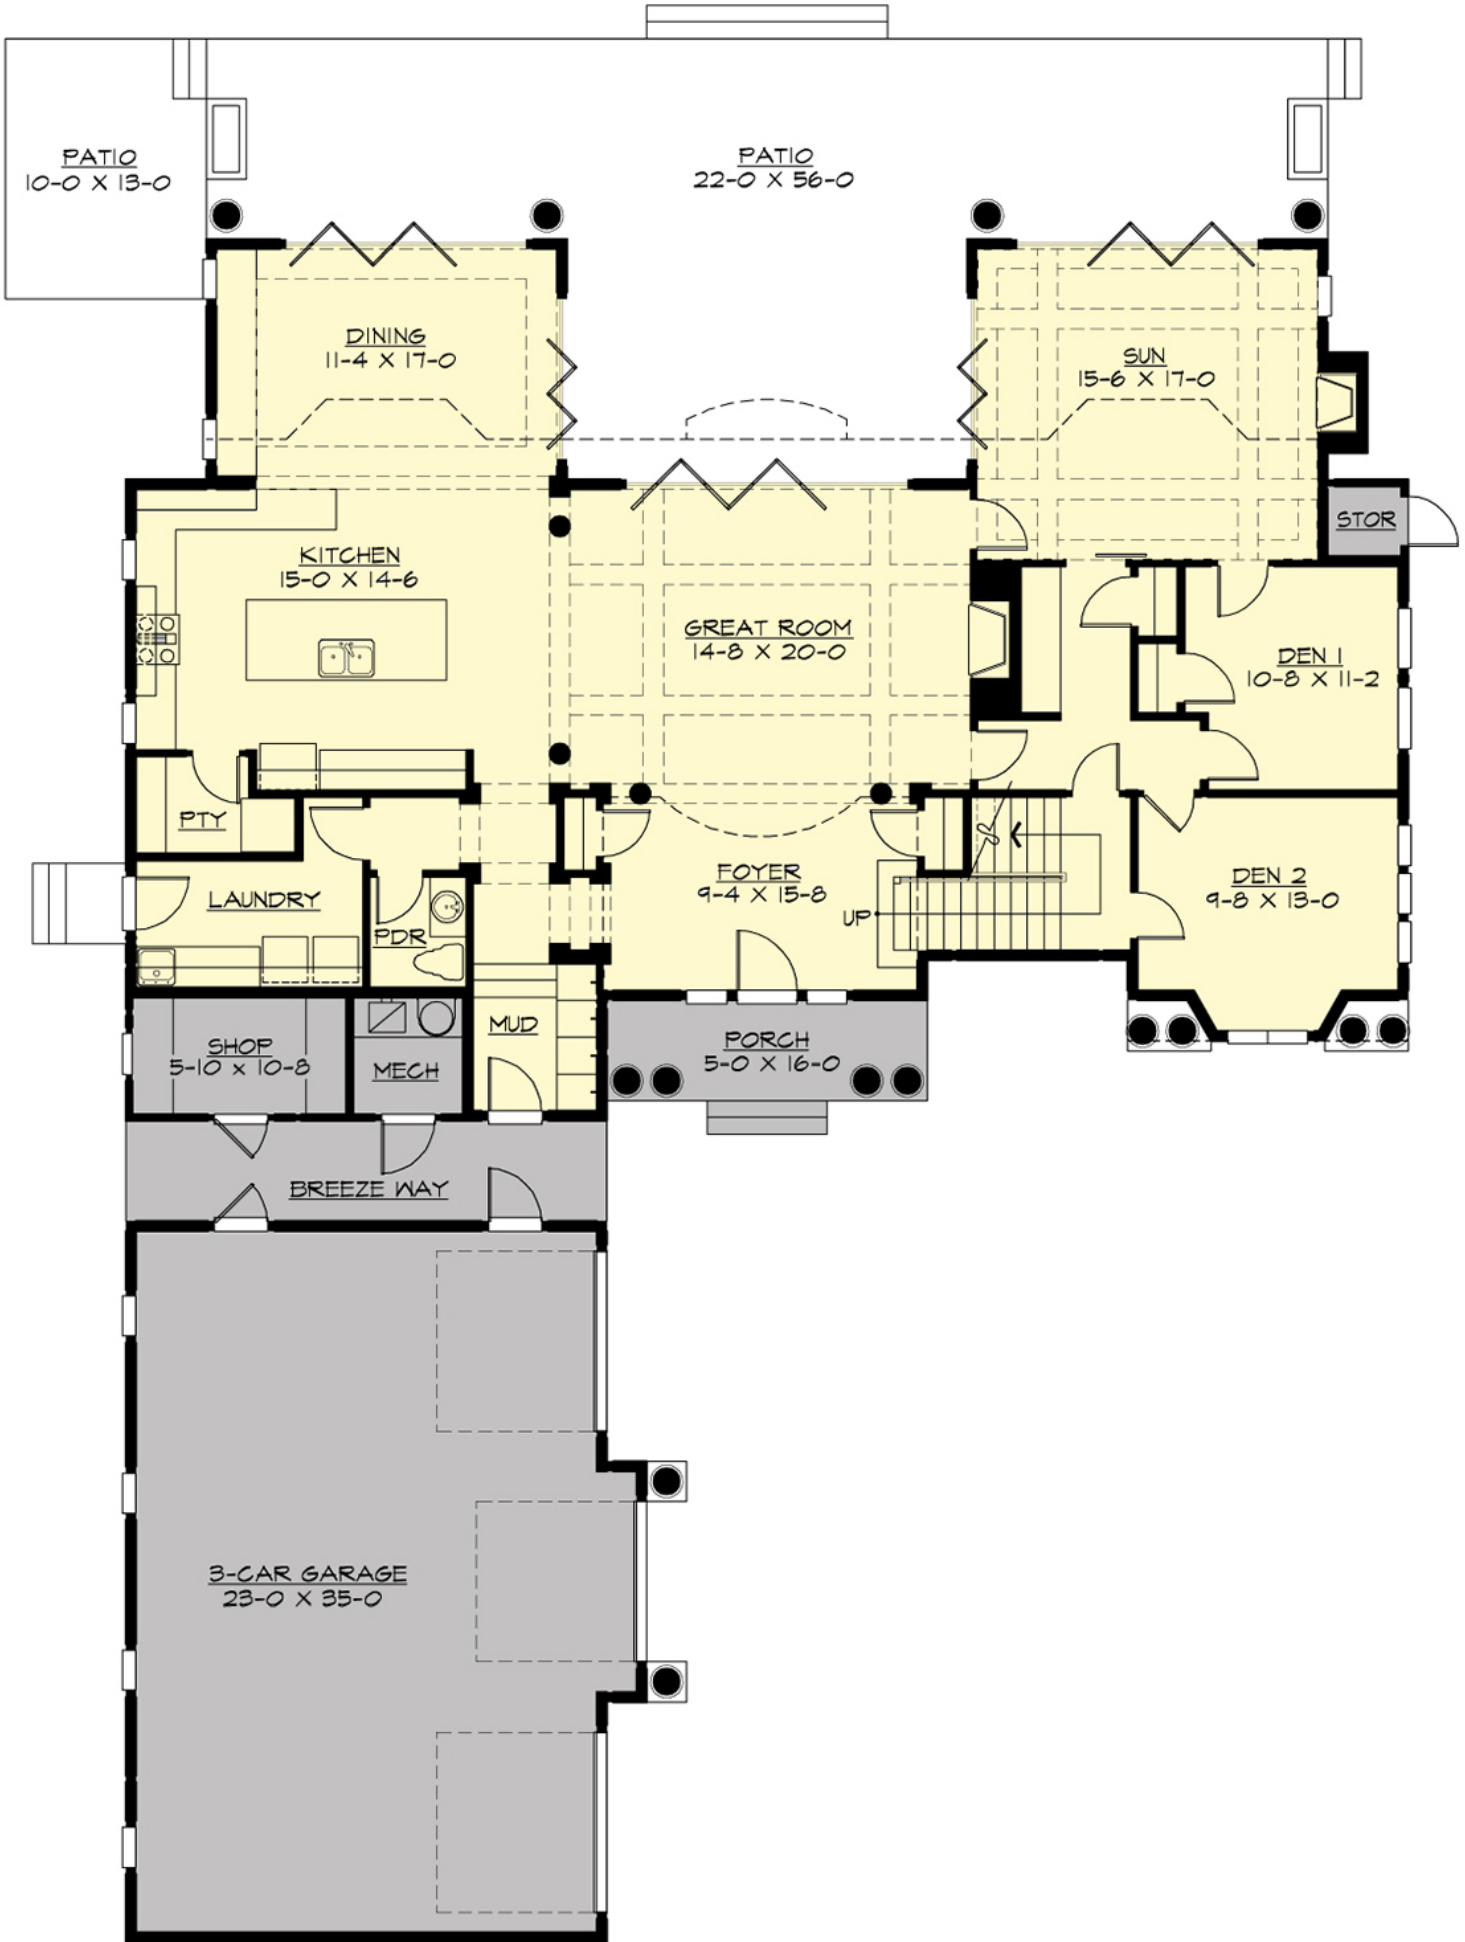 PATIO
10-0 X 13-0
PATIO
22-0 X 56-0
DINING
11-4 X 17-0
SUN
15-6 X 17-0
STOR
KITCHEN
15-0 X 14-6
GREAT ROOM
14-8 X 20-0
DEN 1
10-8 X 11-2
PTY
LAUNDRY
PDR
FOYER
9-4 X 15-8
UP
DEN 2
9-8 X 13-0
MUD
SHOP
5-10 x 10-8
MECH
PORCH
5-0 X 16-0
BREEZE WAY
3-CAR GARAGE
23-0 X 35-0